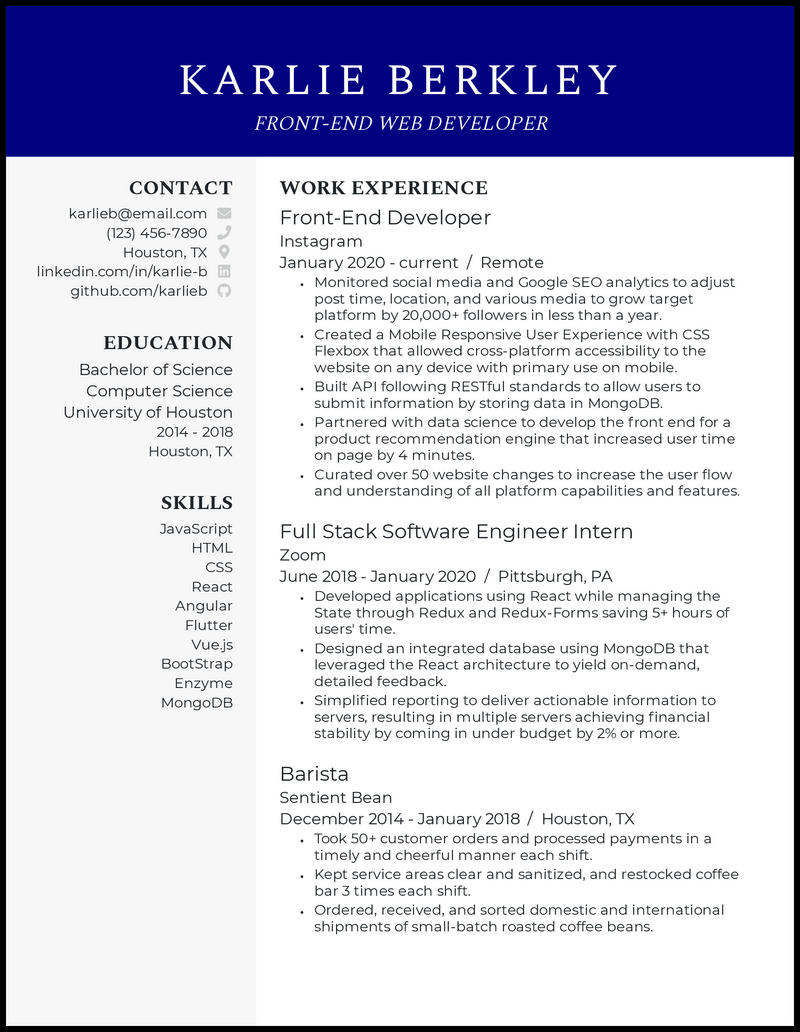 KARLIE BERKLEY
FRONT-END WEB DEVELOPER
CONTACT
karlieb@email.com
(123) 456-7890
Houston, TX
linkedin.com/in/karlie-b
github.com/karlieb
EDUCATION
Bachelor of Science
Computer Science
University of Houston
2014 - 2018
Houston, TX
SKILLS
JavaScript
HTML
CSS
React
Angular
Flutter
Vue.js
BootStrap
Enzyme
MongoDB
WORK EXPERIENCE
Front-End Developer
Instagram
January 2020 - current / Remote
• Monitored social media and Google SEO analytics to adjust
post time, location, and various media to grow target
platform by 20,000+ followers in less than a year.
• Created a Mobile Responsive User Experience with CSS
Flexbox that allowed cross-platform accessibility to the
website on any device with primary use on mobile.
• Built API following RESTful standards to allow users to
submit information by storing data in MongoDB.
• Partnered with data science to develop the front end for a
product recommendation engine that increased user time
on page by 4 minutes.
• Curated over 50 website changes to increase the user flow
and understanding of all platform capabilities and features.
Full Stack Software Engineer Intern
Zoom
June 2018 - January 2020 / Pittsburgh, PA
• Developed applications using React while managing the
State through Redux and Redux-Forms saving 5+ hours of
users' time.
• Designed an integrated database using MongoDB that
leveraged the React architecture to yield on-demand,
detailed feedback.
• Simplified reporting to deliver actionable information to
servers, resulting in multiple servers achieving financial
stability by coming in under budget by 2% or more.
Barista
Sentient Bean
December 2014 - January 2018 / Houston, TX
• Took 50+ customer orders and processed payments in a
timely and cheerful manner each shift.
• Kept service areas clear and sanitized, and restocked coffee
bar 3 times each shift.
• Ordered, received, and sorted domestic and international
shipments of small-batch roasted coffee beans.